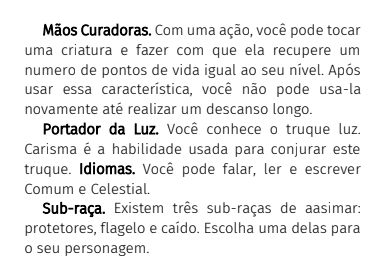 Mãos Curadoras. Com uma ação, você pode tocar
uma criatura e fazer com que ela recupere um
numero de pontos de vida igual ao seu nível. Após
usar essa característica, você não pode usa-la
novamente até realizar um descanso longo.
Portador da Luz. Você conhece o truque luz.
Carisma é a habilidade usada para conjurar este
truque. Idiomas. Você pode falar, ler e escrever
Comum e Celestial.
Sub-raça. Existem três sub-raças de aasimar:
protetores, flagelo e caído. Escolha uma delas para
o seu personagem.